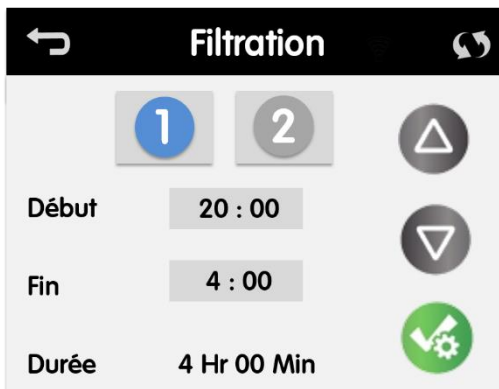 Filtration
1 2
Début 20 : 00
Fin 4 : 00
Durée 4 Hr 00 Min